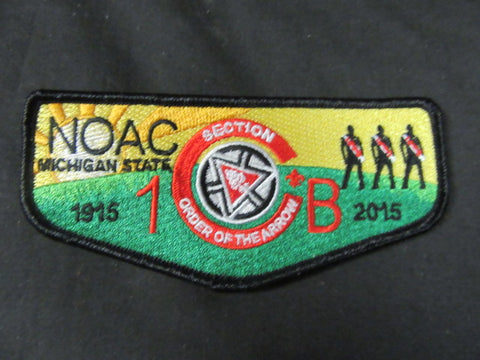 NOAC
MICHIGAN STATE
SECTION
ORDER OF THE ARROW
1 B
1915
2015